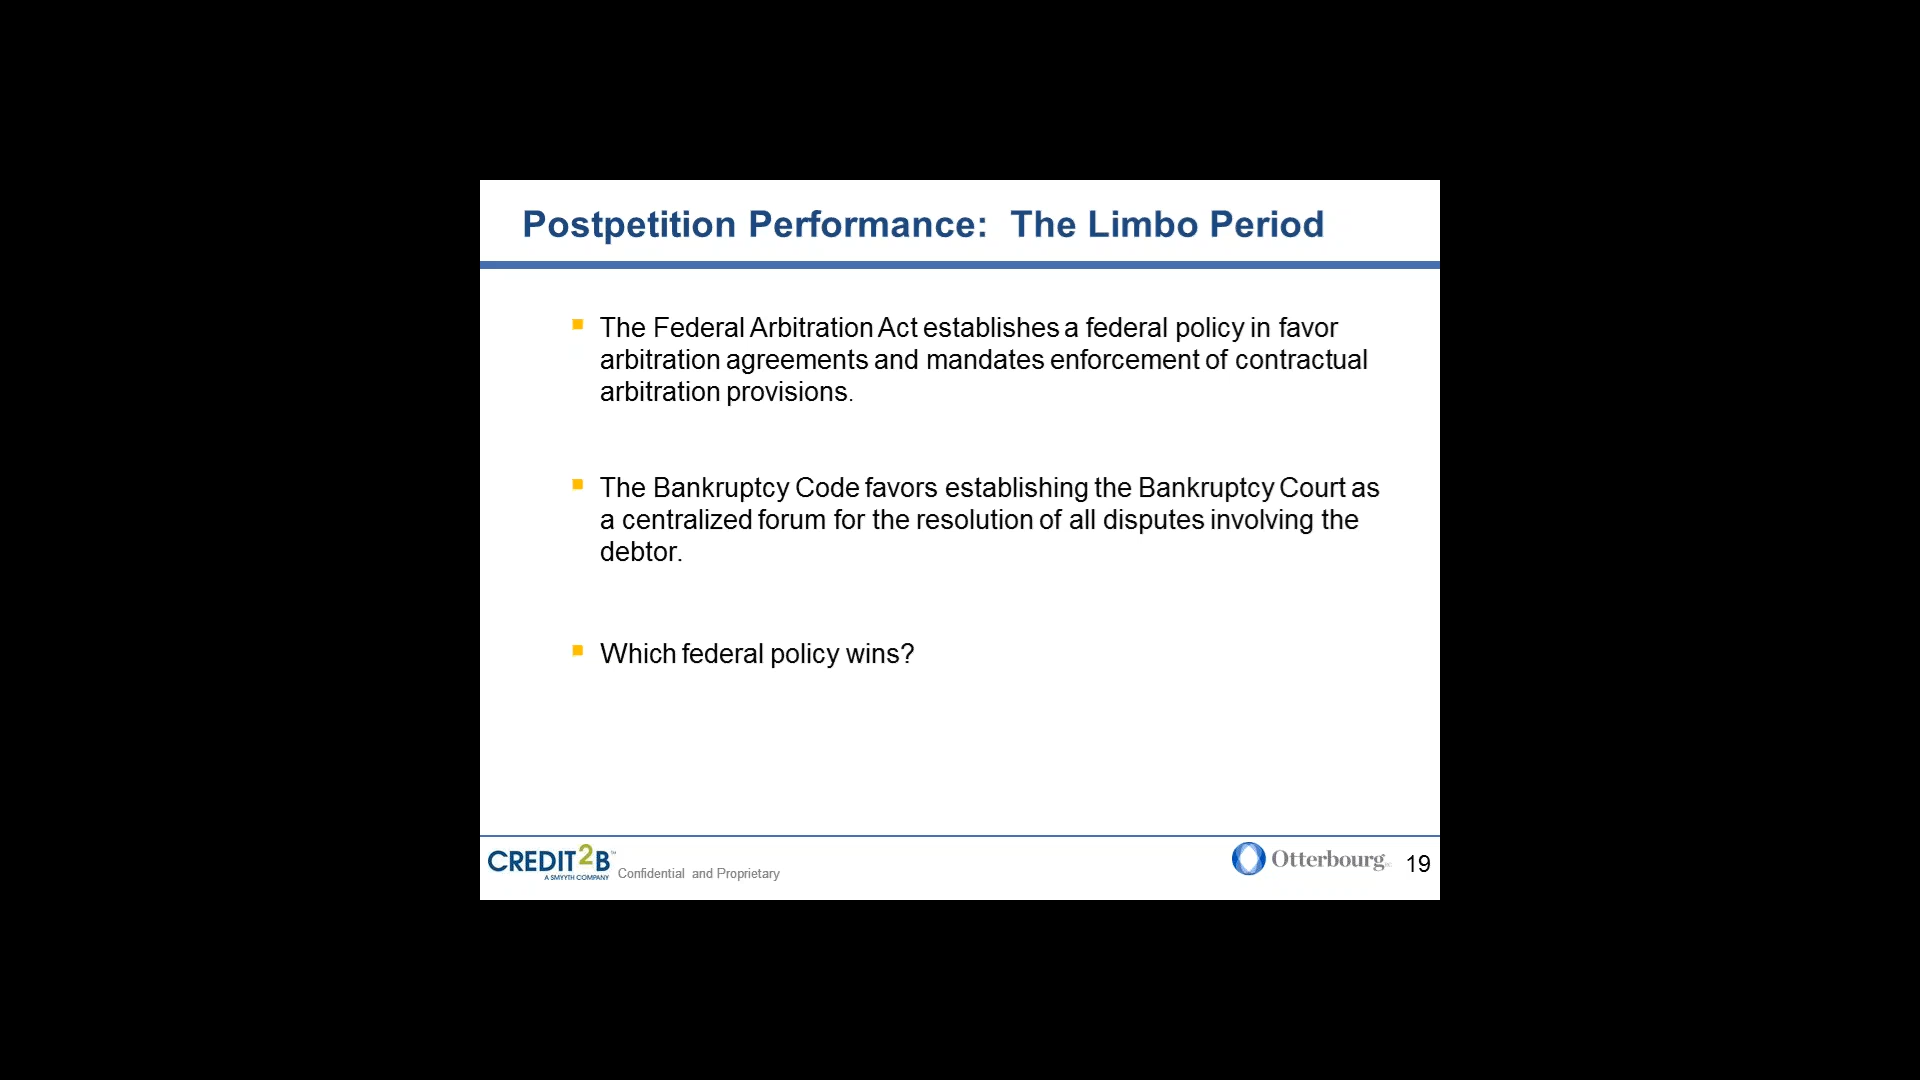 Postpetition Performance:  The Limbo Period
The Federal Arbitration Act establishes a federal policy in favor
arbitration agreements and mandates enforcement of contractual
arbitration provisions.
The Bankruptcy Code favors establishing the Bankruptcy Court as
a centralized forum for the resolution of all disputes involving the
debtor.
Which federal policy wins?
CREDIT2B™
A SMYYTH COMPANY
Confidential and Proprietary
Otterbourg P.C.
19